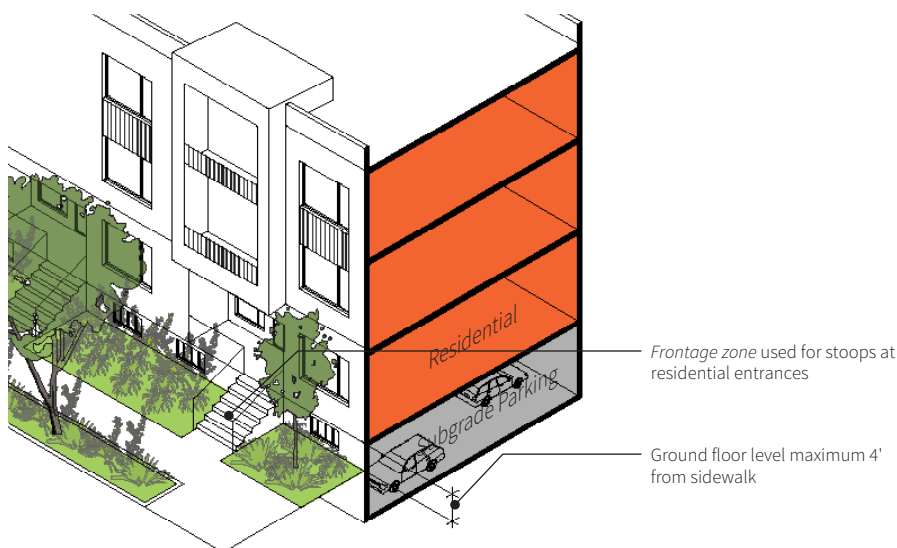 Residential
Subgrade Parking
Frontage zone used for stoops at
residential entrances
Ground floor level maximum 4'
from sidewalk